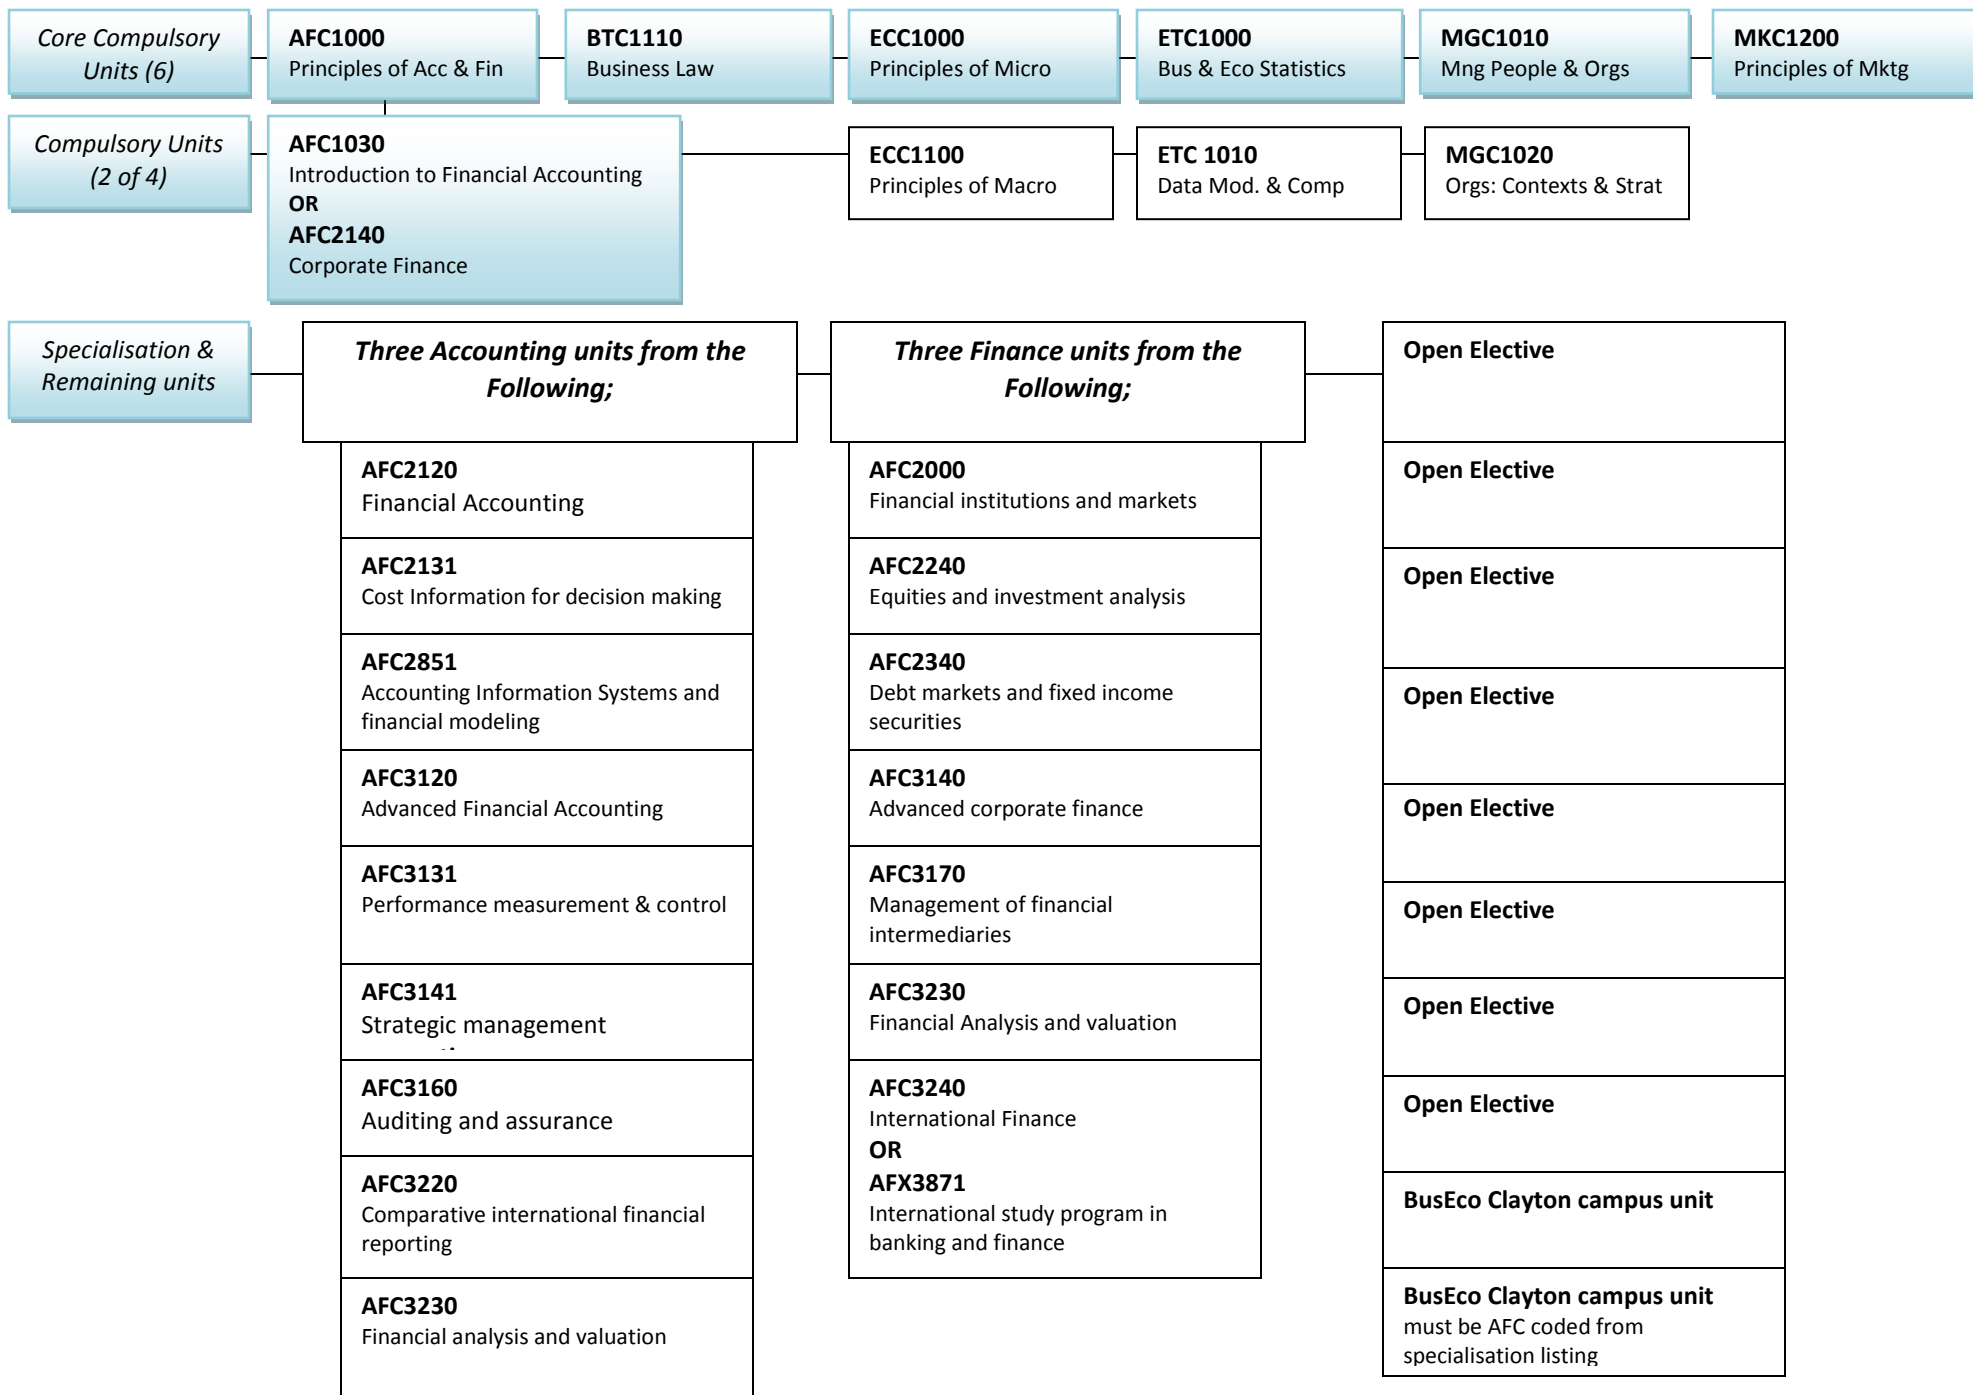 Core Compulsory
Units (6)
AFC1000
Principles of Acc & Fin
BTC1110
Business Law
ECC1000
Principles of Micro
ETC1000
Bus & Eco Statistics
MGC1010
Mng People & Orgs
MKC1200
Principles of Mktg
Compulsory Units
(2 of 4)
AFC1030
Introduction to Financial Accounting
OR
AFC2140
Corporate Finance
ECC1100
Principles of Macro
ETC 1010
Data Mod. & Comp
MGC1020
Orgs: Contexts & Strat
Specialisation &
Remaining units
Three Accounting units from the
Following;
AFC2120
Financial Accounting
AFC2131
Cost Information for decision making
AFC2851
Accounting Information Systems and
financial modeling
AFC3120
Advanced Financial Accounting
AFC3131
Performance measurement & control
AFC3141
Strategic management
AFC3160
Auditing and assurance
AFC3220
Comparative international financial
reporting
AFC3230
Financial analysis and valuation
Three Finance units from the
Following;
AFC2000
Financial institutions and markets
AFC2240
Equities and investment analysis
AFC2340
Debt markets and fixed income
securities
AFC3140
Advanced corporate finance
AFC3170
Management of financial
intermediaries
AFC3230
Financial Analysis and valuation
AFC3240
International Finance
OR
AFX3871
International study program in
banking and finance
Open Elective
Open Elective
Open Elective
Open Elective
Open Elective
Open Elective
Open Elective
Open Elective
BusEco Clayton campus unit
BusEco Clayton campus unit
must be AFC coded from
specialisation listing